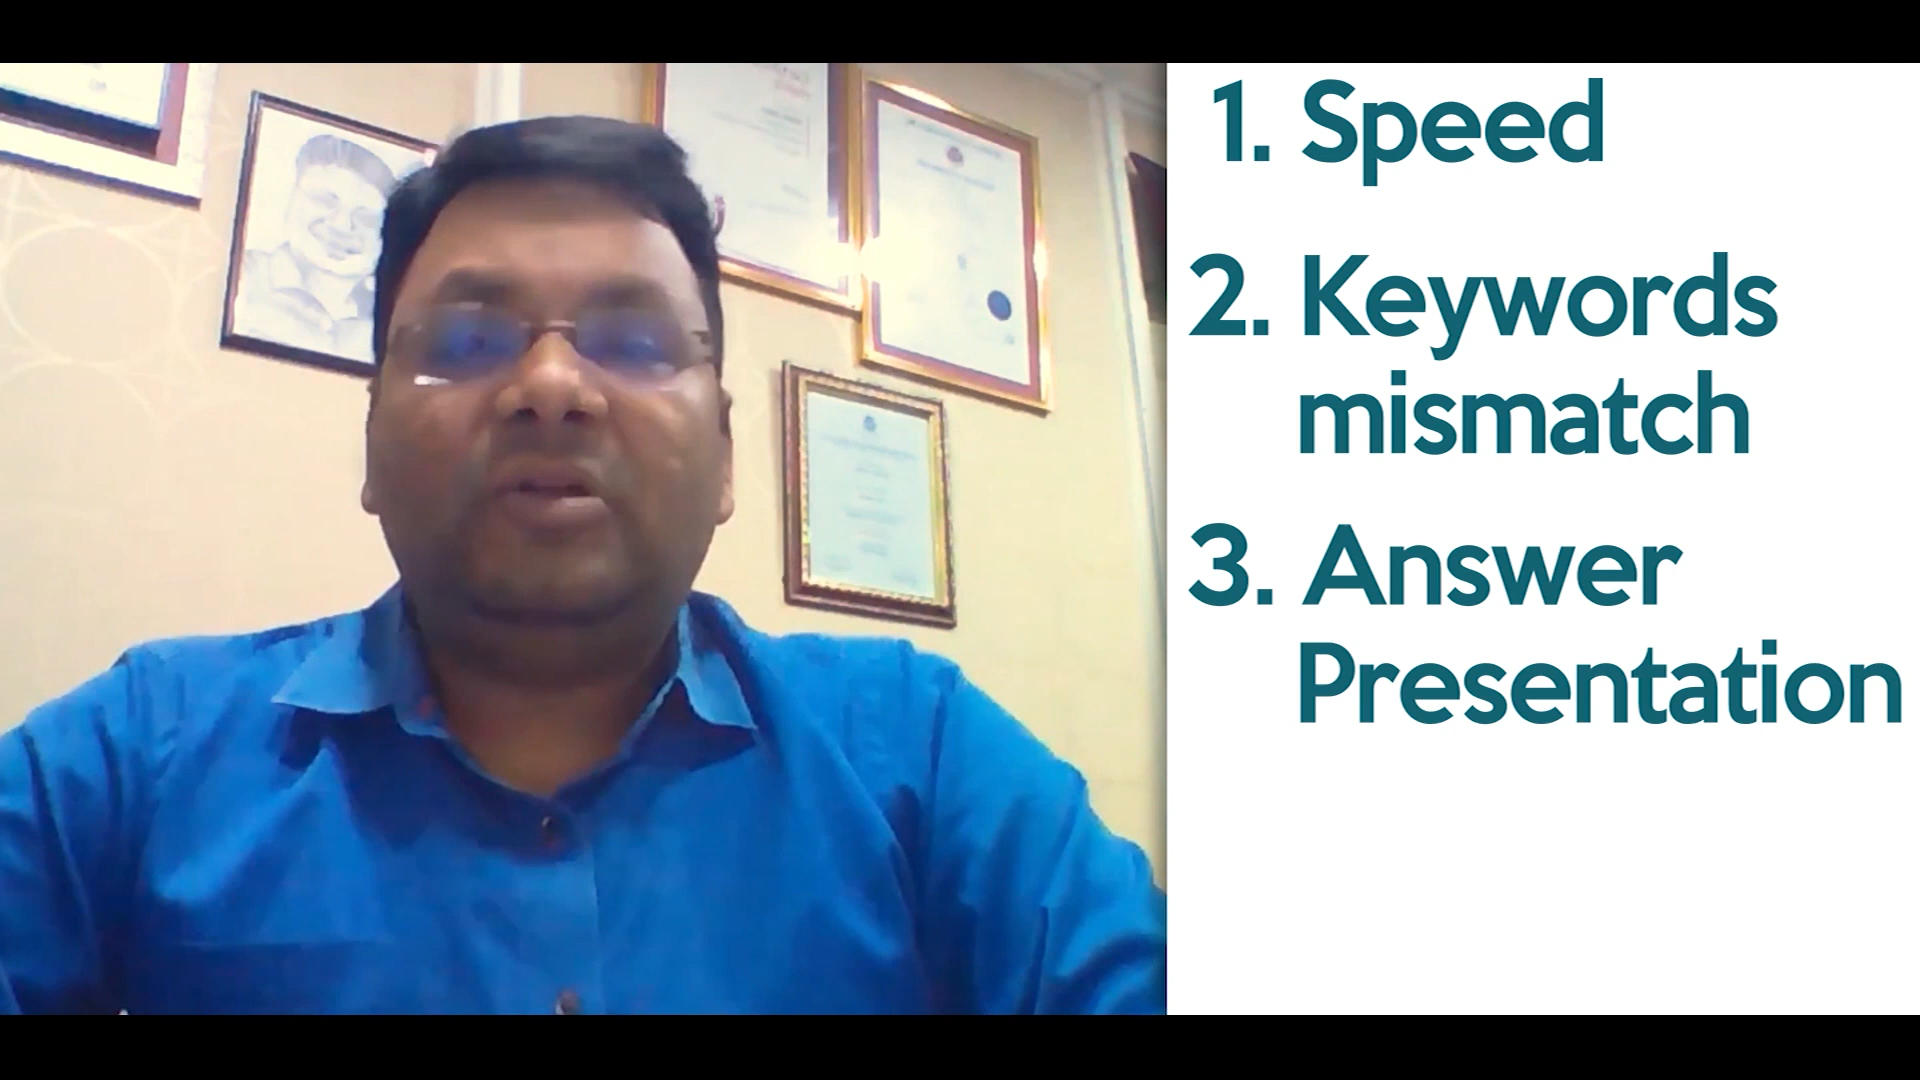 1. Speed
2. Keywords
mismatch
3. Answer
Presentation